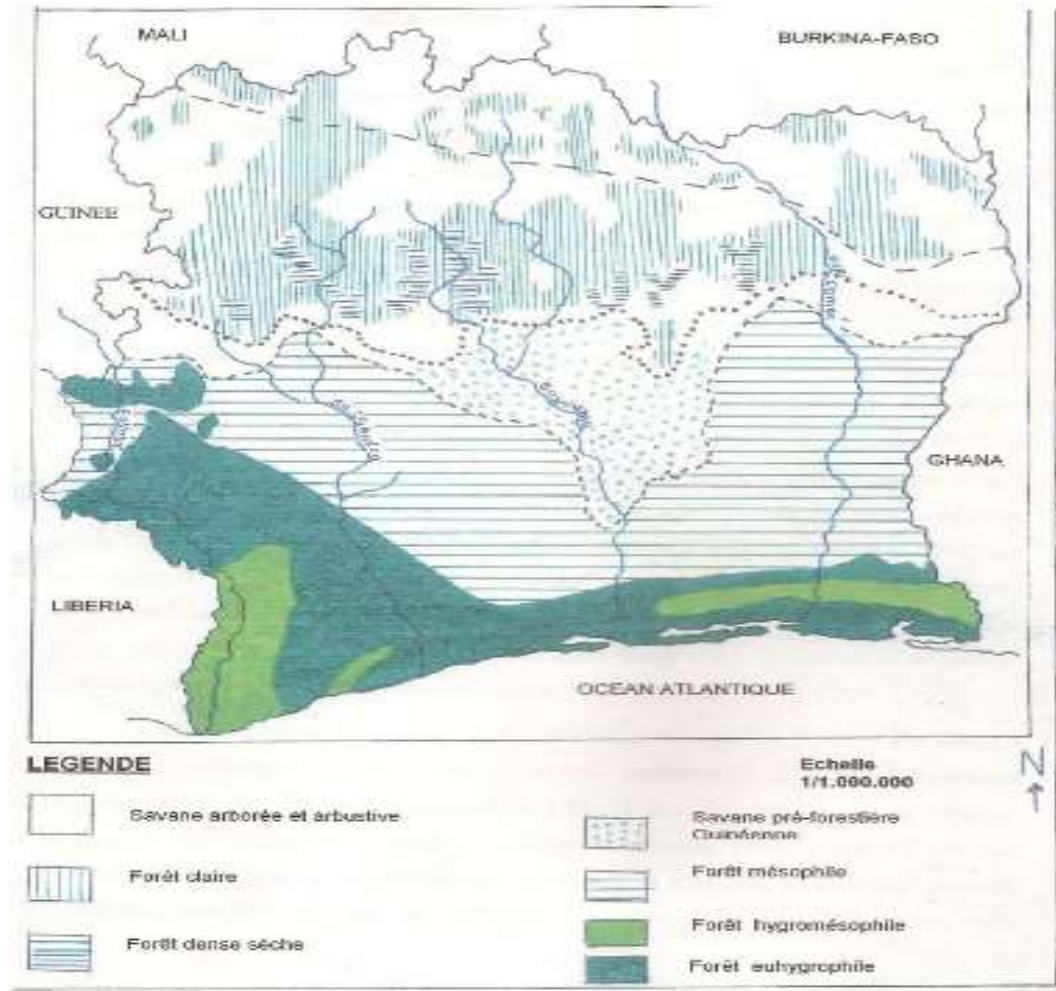 MALI
BURKINA-FASO
GUINEE
GHANA
LIBERIA
OCEAN ATLANTIQUE
LEGENDE
Echelle
1/1.000.000
N
Savane arborée et arbustive
Savane pré-forestière
Forêt claire
Forêt mésophile
Forêt dense sèche
Forêt hygromésophile
Forêt euhygrophile